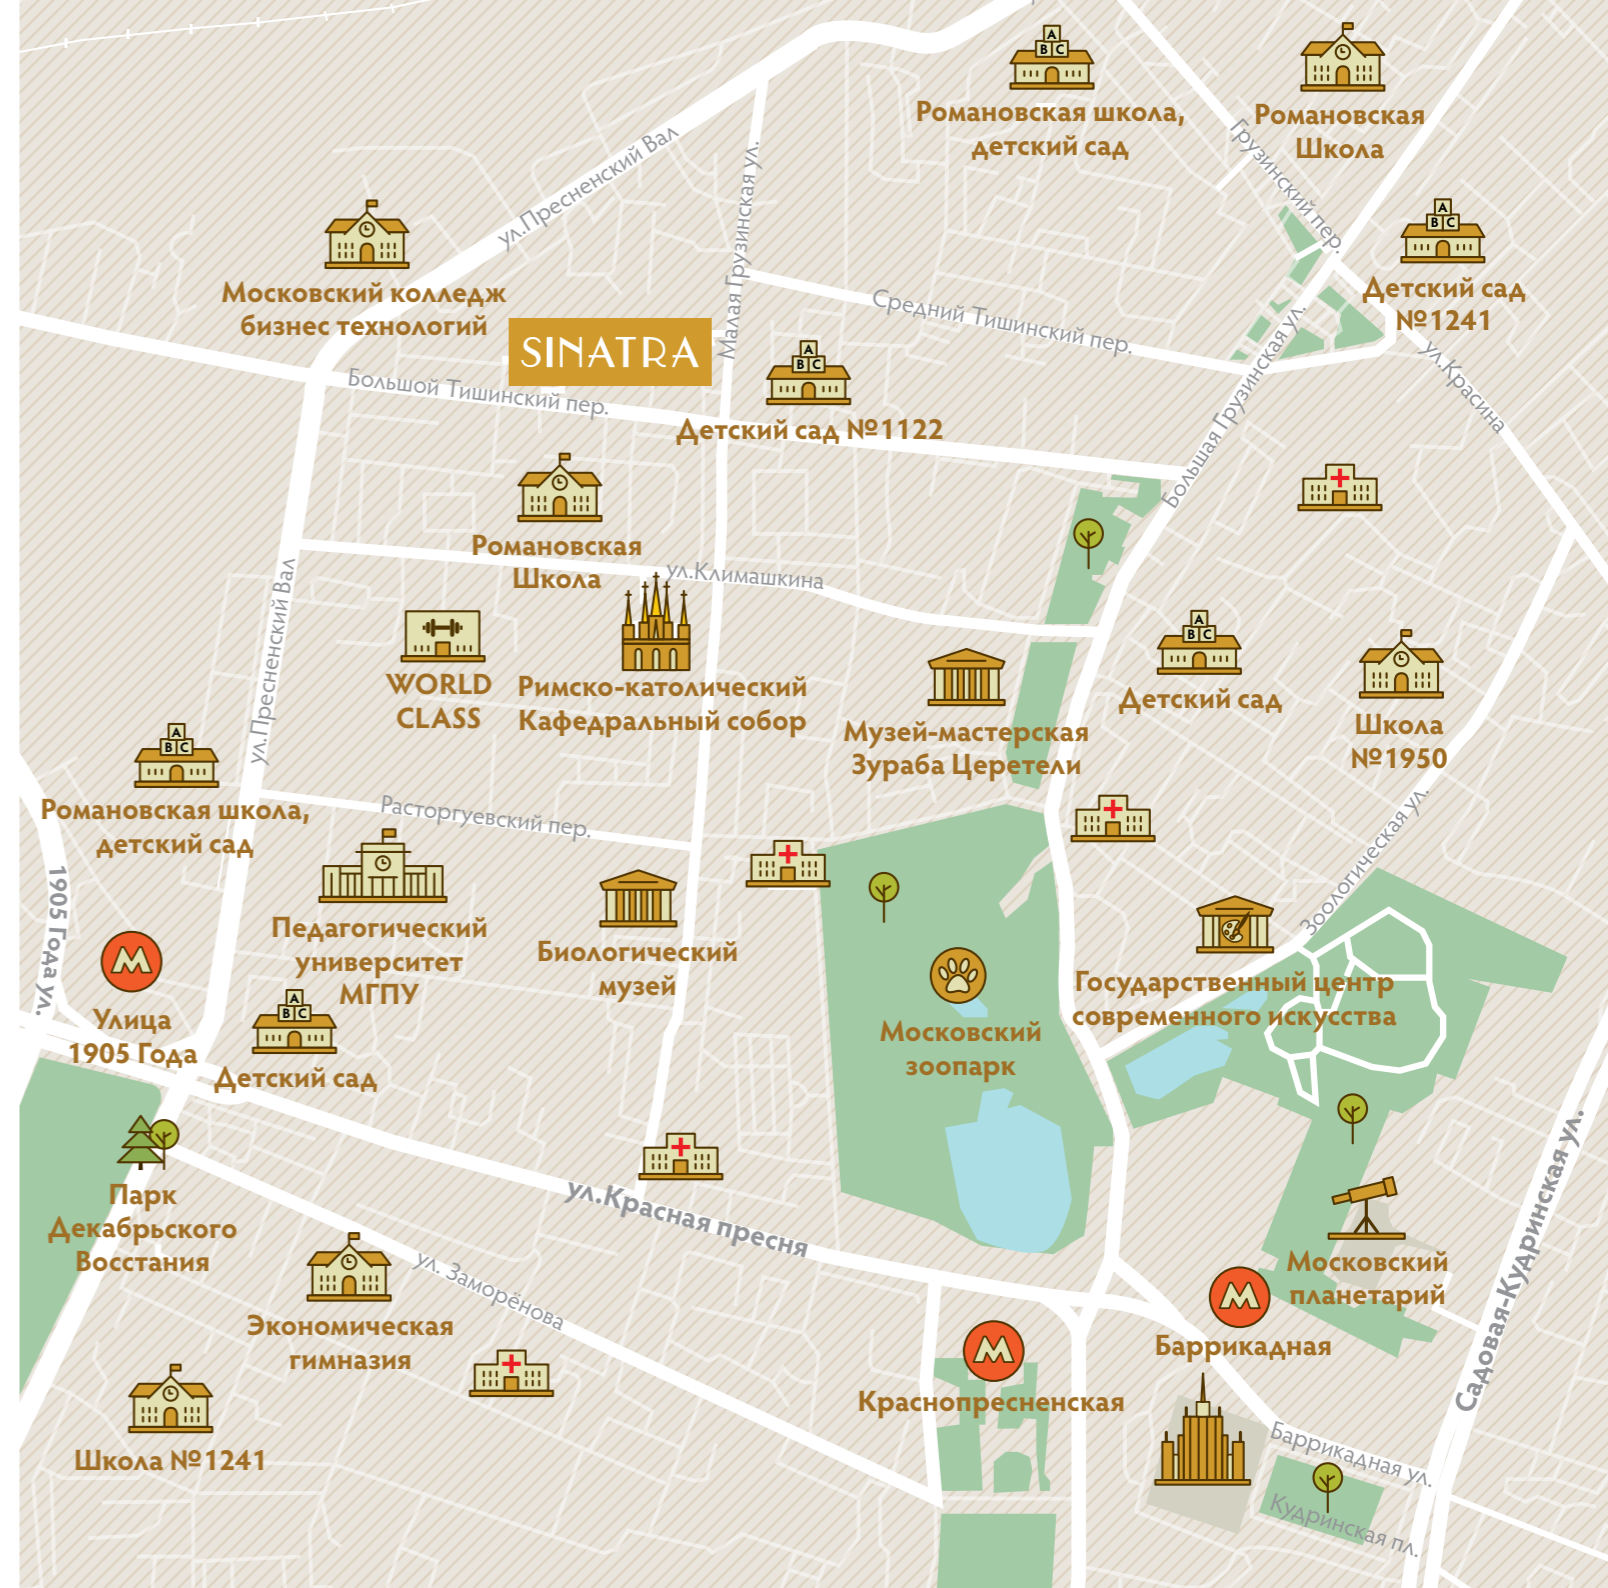 Романовская школа,
детский сад
Романовская
Школа
Грузинский пер.
ул.Пресненский Вал
Малая Грузинская ул.
Московский колледж
бизнес технологий
Детский сад
№1241
Средний Тишинский пер.
SINATRA
Большая Грузинская ул.
ул.Красина
Большой Тишинский пер.
Детский сад №1122
Романовская
Школа
ул.Климашкина
ул.Пресненский Вал
WORLD
CLASS
Римско-католический
Кафедральный собор
Музей-мастерская
Зураба Церетели
Детский сад
Школа
№1950
Романовская школа,
детский сад
Расторгуевский пер.
Зоологическая ул.
1905 Года ул.
Педагогический
университет
МГПУ
Биологический
музей
Государственный центр
современного искусства
Улица
1905 Года
Детский сад
Московский
зоопарк
Парк
Декабрьского
Восстания
ул.Красная пресня
ул. Заморёнова
Садовая-Кудринская ул.
Московский
планетарий
Экономическая
гимназия
Баррикадная
Краснопресненская
Школа №1241
Баррикадная ул.
Кудринская пл.
A
B C
A
B C
A
B C
A
B C
A
B C
A
B C
A
B C
M
M
M